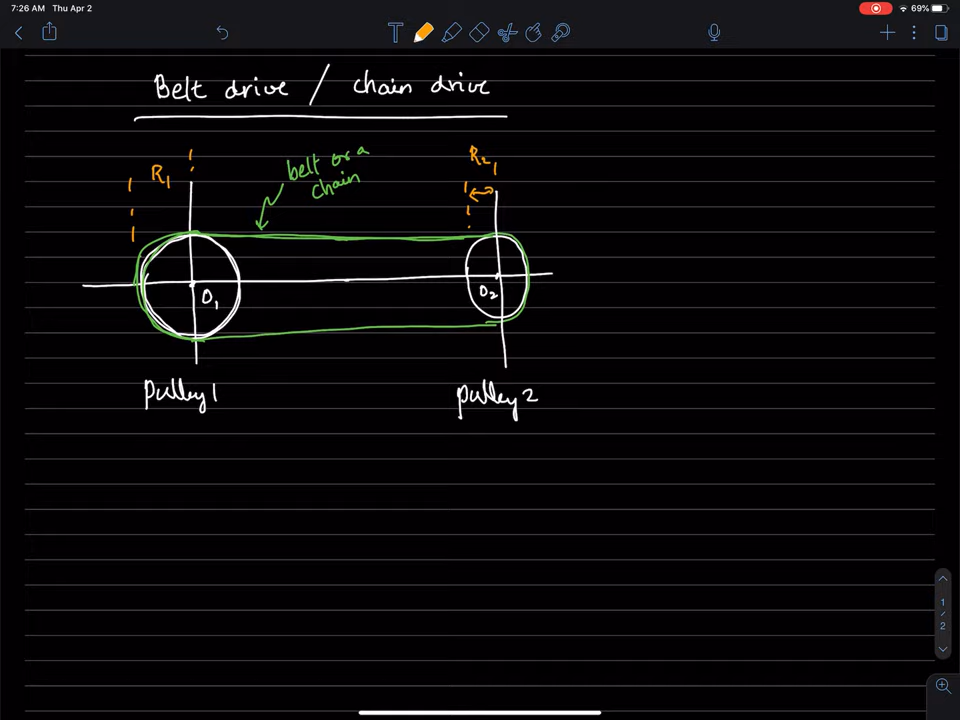 7:26 AM Thu Apr 2
69%
T
Belt drive / chain drive
R1
belt or a
chain
R2
O1
O2
pulley 1
pulley 2
1
/
2